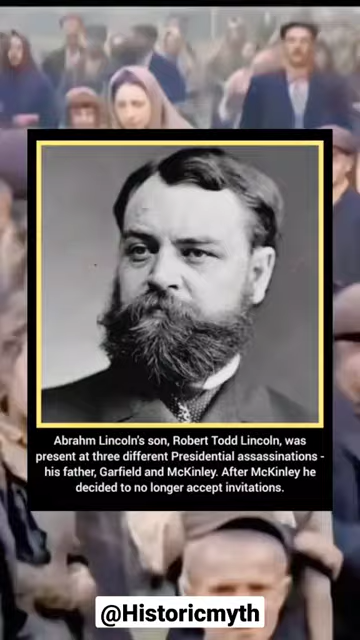 Abrahm Lincoln's son, Robert Todd Lincoln, was
present at three different Presidential assassinations -
his father, Garfield and McKinley. After McKinley he
decided to no longer accept invitations.
@Historicmyth